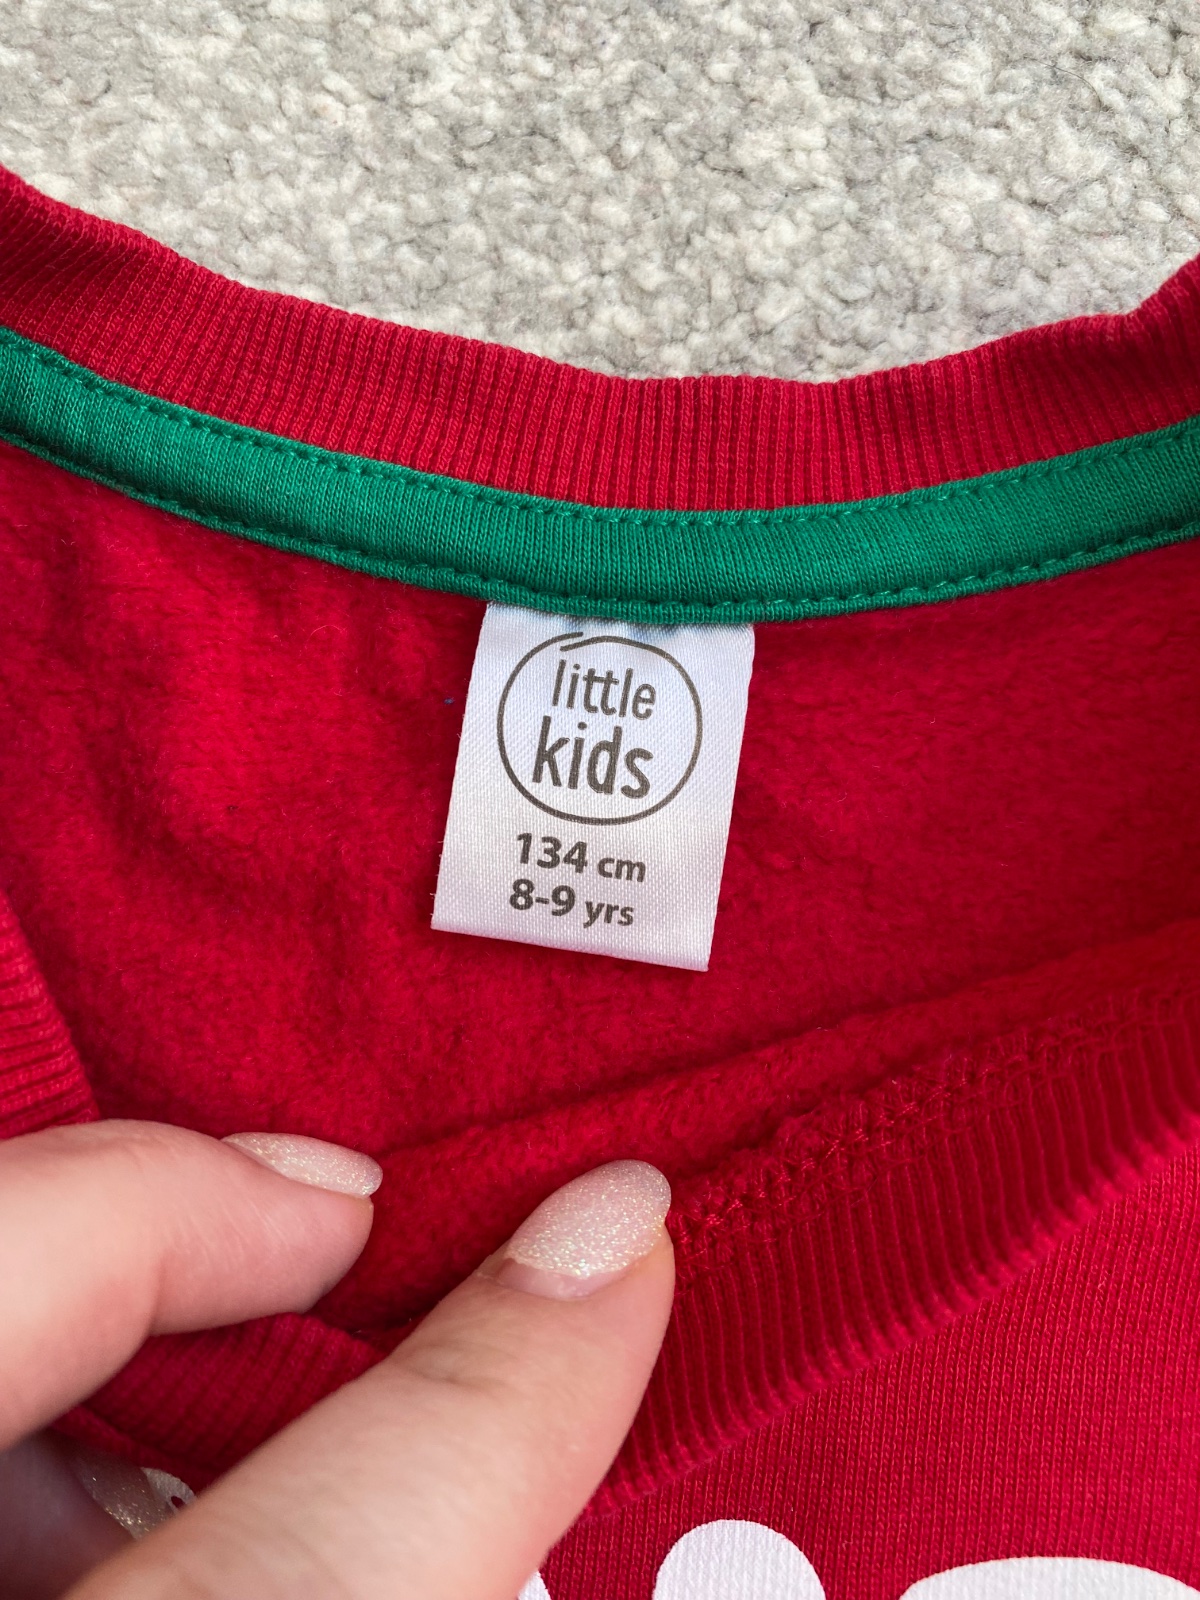 little
kids
134 cm
8-9 yrs